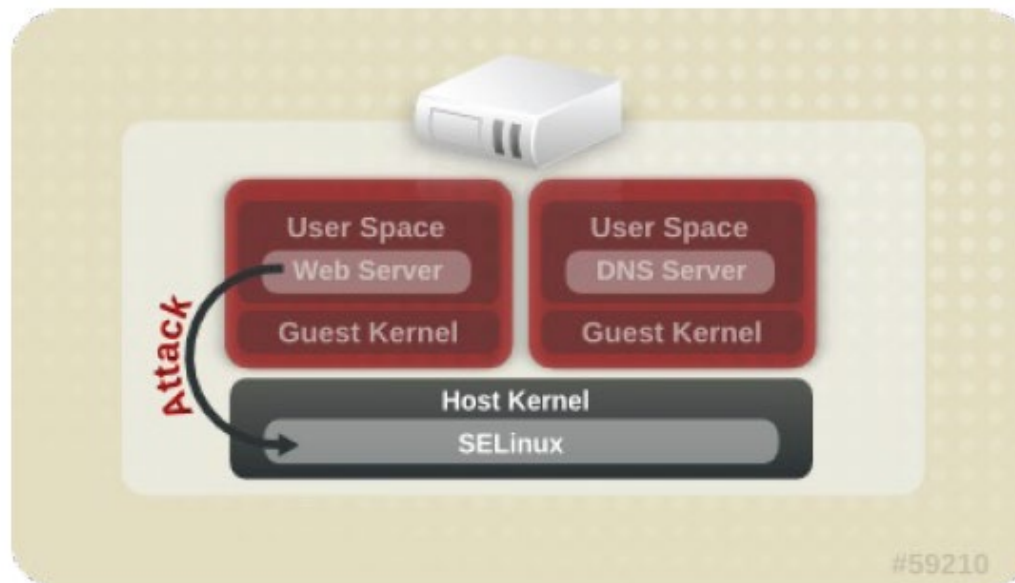 User Space
Web Server
Guest Kernel
User Space
DNS Server
Guest Kernel
Attack
Host Kernel
SELinux
#59210